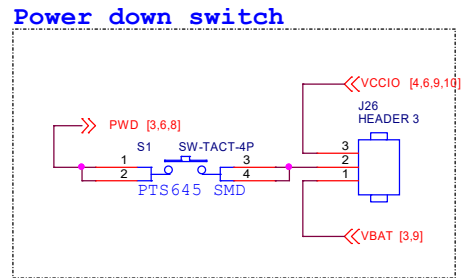 Power down switch
VCCIO [4,6,9,10]
J26
HEADER 3
PWD [3,6,8]
S1 SW-TACT-4P
3
1 3 2
2 4 1
PTS645 SMD
VBAT [3,9]